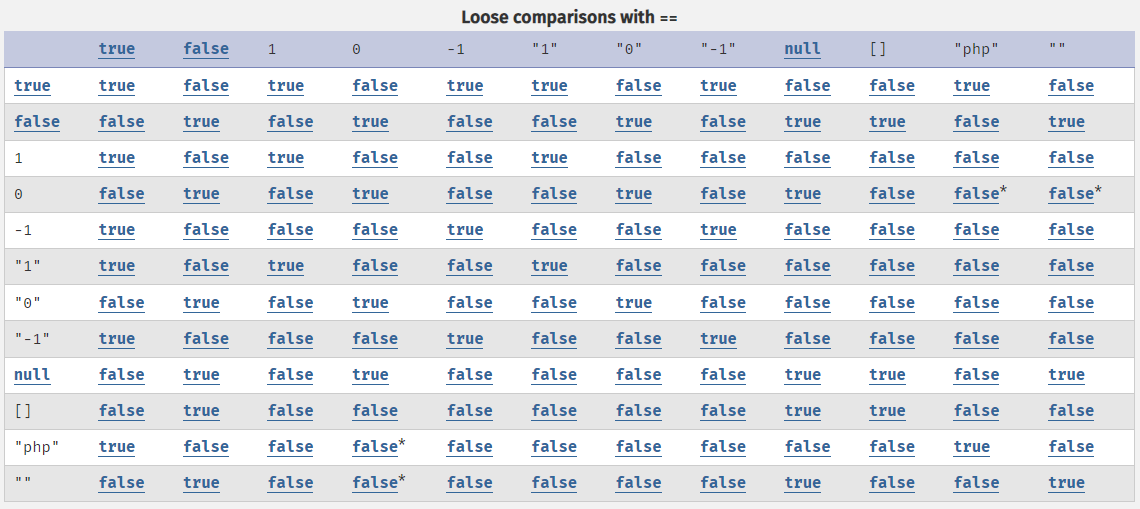 Loose comparisons with ==
true false 1 0 -1 "1" "0" "-1" null [] "php" ""
true true false true false true true false true false false true false
false false true false true false false true false true true false true
1 true false true false false true false false false false false false
0 false true false true false false true false true false false* false*
-1 true false false false true false false true false false false false
"1" true false true false false true false false false false false false
"0" false true false true false false true false false false false false
"-1" true false false false true false false true false false false false
null false true false true false false false false true true false true
[] false true false false false false false false true true false false
"php" true false false false* false false false false false false true false
"" false true false false* false false false false true false false true